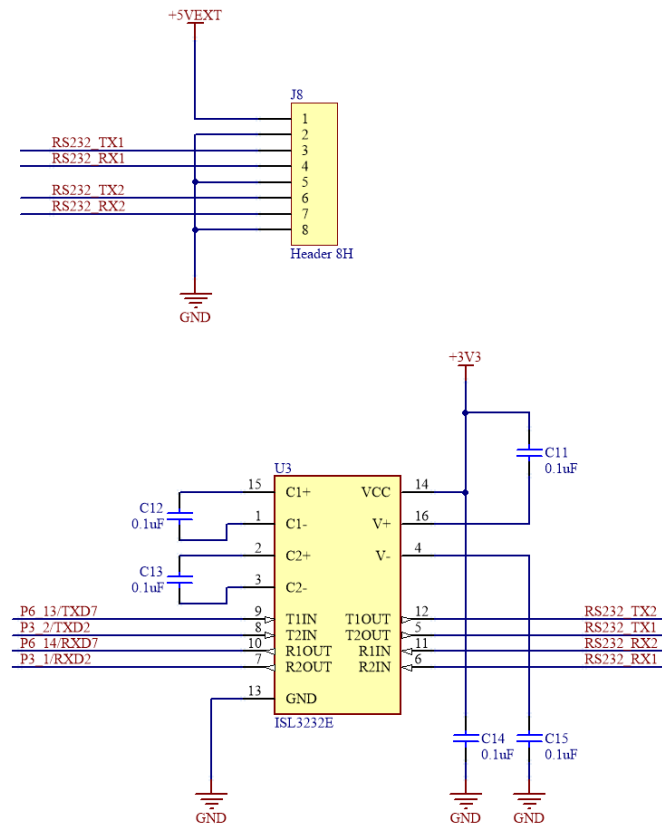 +5VEXT
J8
1
2
RS232_TX1 3
RS232_RX1 4
5
RS232_TX2 6
RS232_RX2 7
8
Header 8H
GND
+3V3
C11
0.1uF
U3
15 C1+ VCC 14
C12
0.1uF
1 C1- V+ 16
2 C2+ V- 4
C13
0.1uF
3 C2-
P6_13/TXD7 9 T1IN T1OUT 12 RS232_TX2
P3_2/TXD2 8 T2IN T2OUT 5 RS232_TX1
P6_14/RXD7 10 R1OUT R1IN 11 RS232_RX2
P3_1/RXD2 7 R2OUT R2IN 6 RS232_RX1
13 GND
ISL3232E
C14
0.1uF
C15
0.1uF
GND
GND
GND